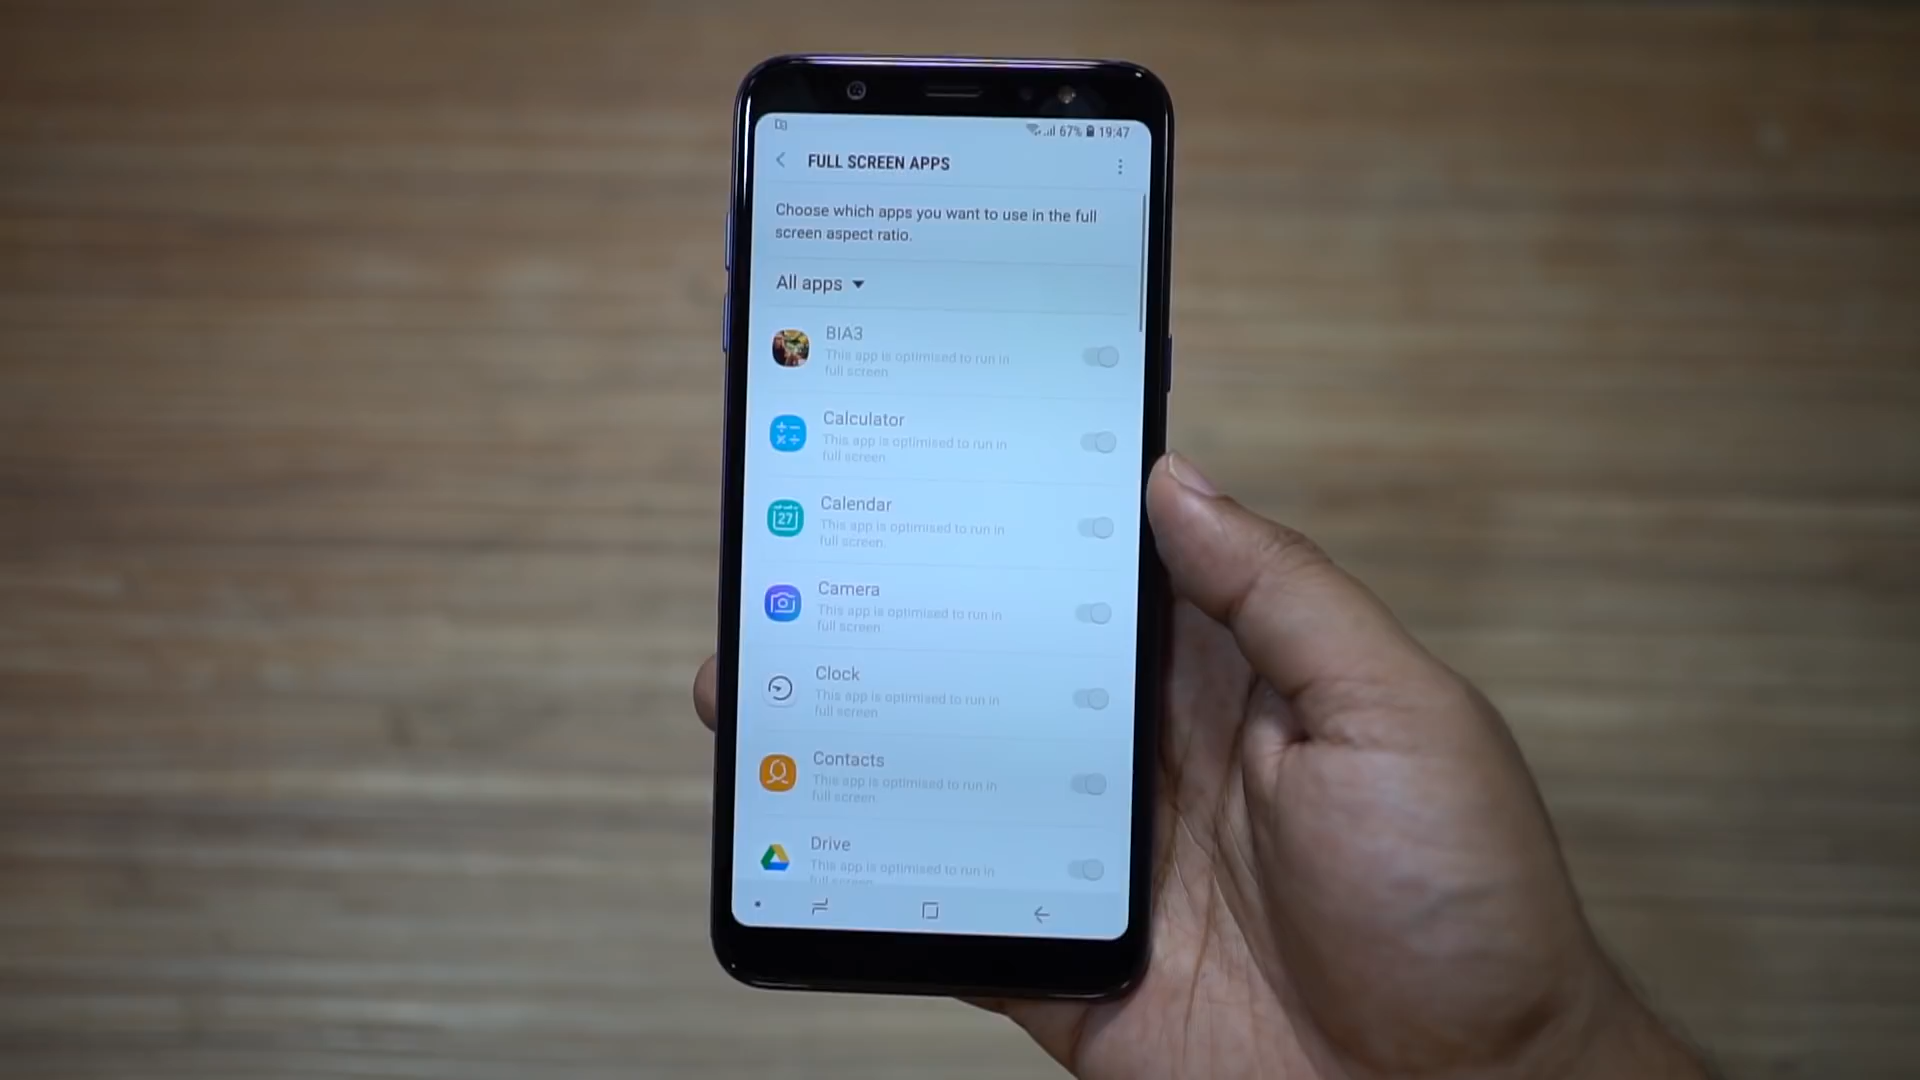 67% 19:47
FULL SCREEN APPS
Choose which apps you want to use in the full
screen aspect ratio.
All apps
BIA3
This app is optimised to run in
full screen.
Calculator
This app is optimised to run in
full screen.
27
Calendar
This app is optimised to run in
full screen.
Camera
This app is optimised to run in
full screen.
Clock
This app is optimised to run in
full screen.
Contacts
This app is optimised to run in
full screen.
Drive
This app is optimised to run in
full screen.